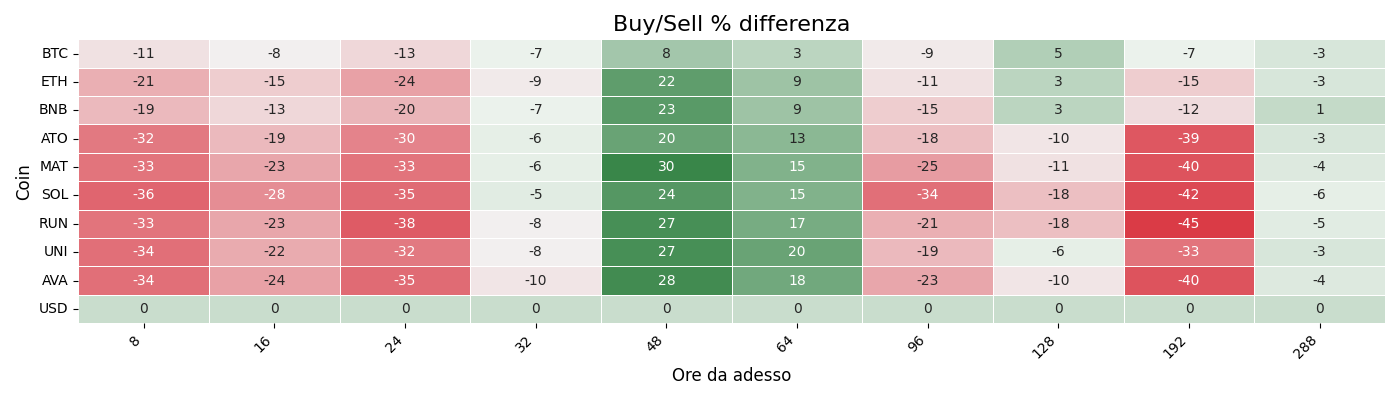 Buy/Sell % differenza
Coin
BTC -11 -8 -13 -7 8 3 -9 5 -7 -3
ETH -21 -15 -24 -9 22 9 -11 3 -15 -3
BNB -19 -13 -20 -7 23 9 -15 3 -12 1
ATO -32 -19 -30 -6 20 13 -18 -10 -39 -3
MAT -33 -23 -33 -6 30 15 -25 -11 -40 -4
SOL -36 -28 -35 -5 24 15 -34 -18 -42 -6
RUN -33 -23 -38 -8 27 17 -21 -18 -45 -5
UNI -34 -22 -32 -8 27 20 -19 -6 -33 -3
AVA -34 -24 -35 -10 28 18 -23 -10 -40 -4
USD 0 0 0 0 0 0 0 0 0 0
8 16 24 32 48 64 96 128 192 288
Ore da adesso